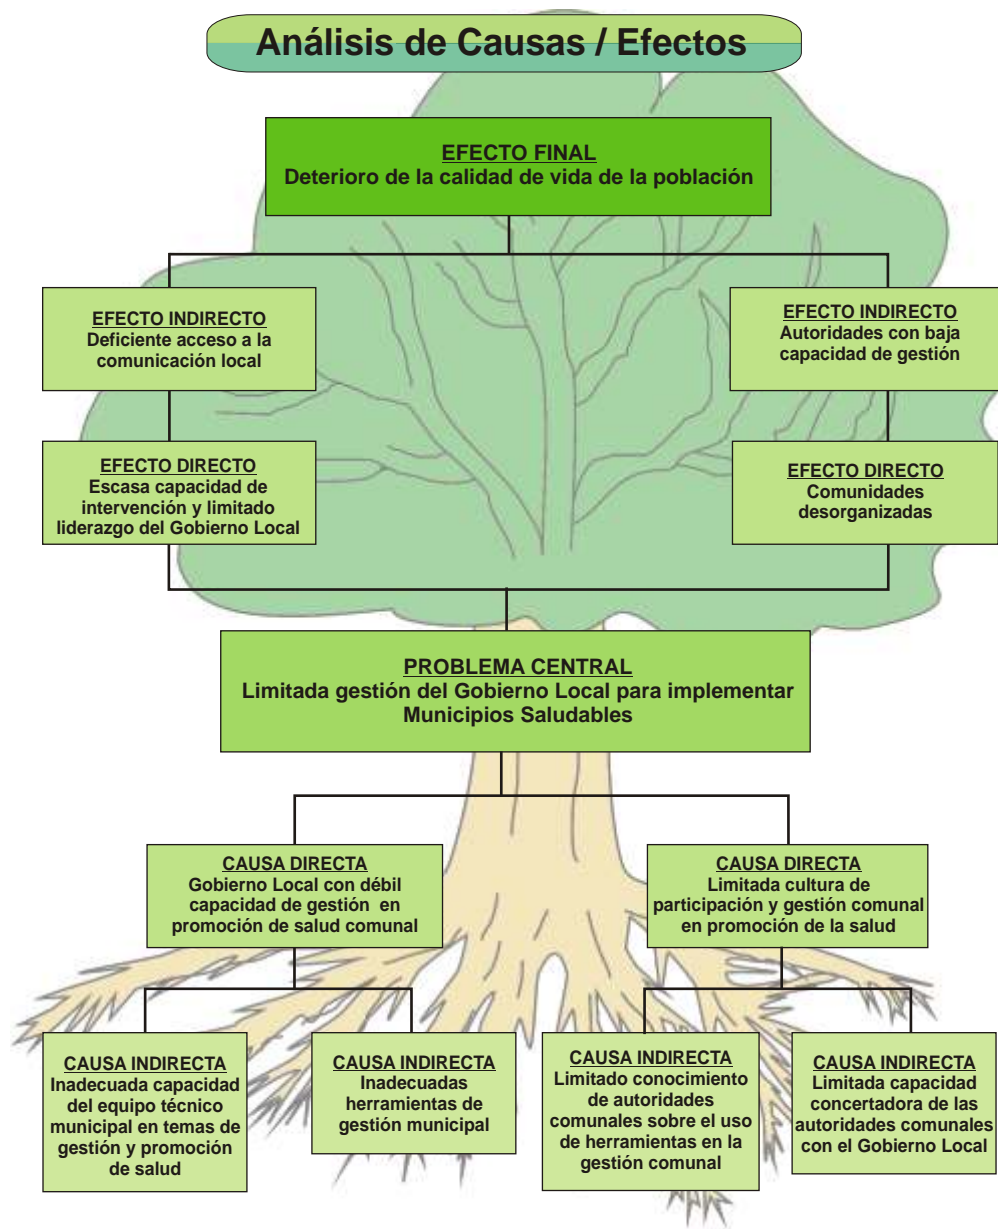 Análisis de Causas / Efectos
EFECTO FINAL
Deterioro de la calidad de vida de la población
EFECTO INDIRECTO
Deficiente acceso a la
comunicación local
EFECTO INDIRECTO
Autoridades con baja
capacidad de gestión
EFECTO DIRECTO
Escasa capacidad de
intervención y limitado
liderazgo del Gobierno Local
EFECTO DIRECTO
Comunidades
desorganizadas
PROBLEMA CENTRAL
Limitada gestión del Gobierno Local para implementar
Municipios Saludables
CAUSA DIRECTA
Gobierno Local con débil
capacidad de gestión en
promoción de salud comunal
CAUSA DIRECTA
Limitada cultura de
participación y gestión comunal
en promoción de la salud
CAUSA INDIRECTA
Inadecuada capacidad
del equipo técnico
municipal en temas de
gestión y promoción
de salud
CAUSA INDIRECTA
Inadecuadas
herramientas de
gestión municipal
CAUSA INDIRECTA
Limitado conocimiento
de autoridades
comunales sobre el uso
de herramientas en la
gestión comunal
CAUSA INDIRECTA
Limitada capacidad
concertadora de las
autoridades comunales
con el Gobierno Local